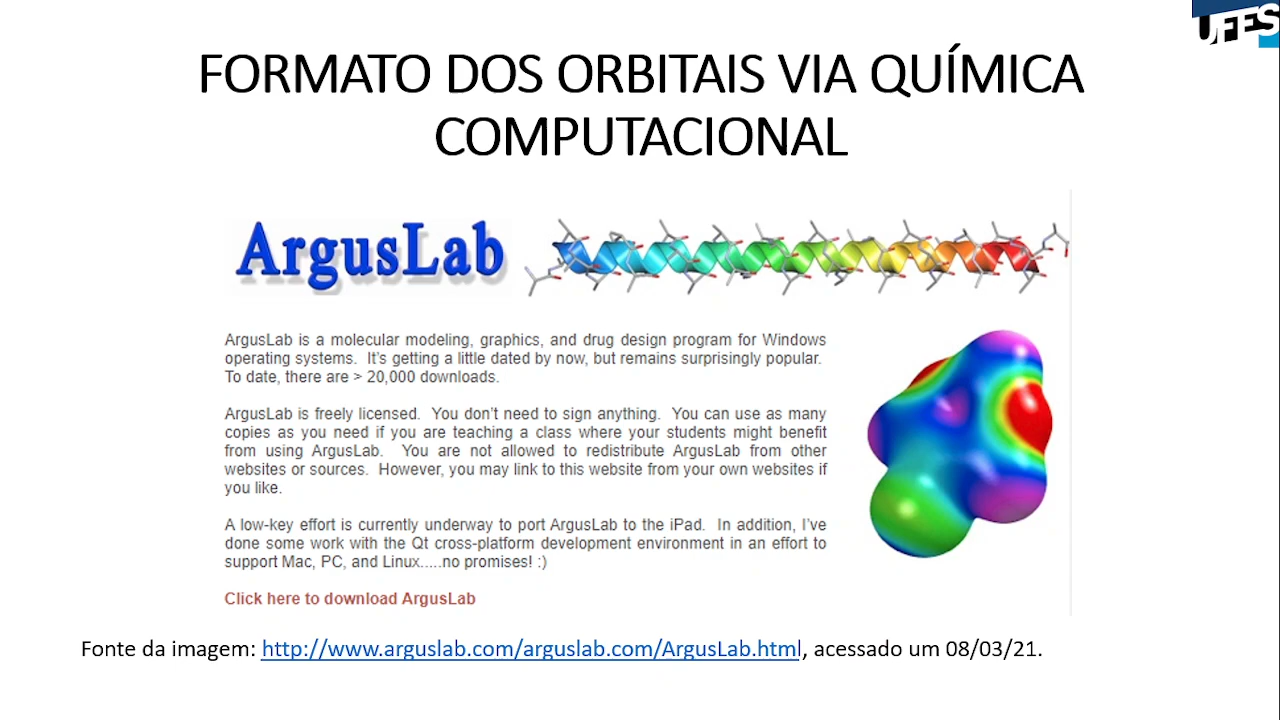 UFES
FORMATO DOS ORBITAIS VIA QUÍMICA
COMPUTACIONAL
ArgusLab
ArgusLab is a molecular modeling, graphics, and drug design program for Windows
operating systems. It's getting a little dated by now, but remains surprisingly popular.
To date, there are > 20,000 downloads.
ArgusLab is freely licensed. You don't need to sign anything. You can use as many
copies as you need if you are teaching a class where your students might benefit
from using ArgusLab. You are not allowed to redistribute ArgusLab from other
websites or sources. However, you may link to this website from your own websites if
you like.
A low-key effort is currently underway to port ArgusLab to the iPad. In addition, I've
done some work with the Qt cross-platform development environment in an effort to
support Mac, PC, and Linux.....no promises! :)
Click here to download ArgusLab
Fonte da imagem: http://www.arguslab.com/arguslab.com/ArgusLab.html, acessado um 08/03/21.